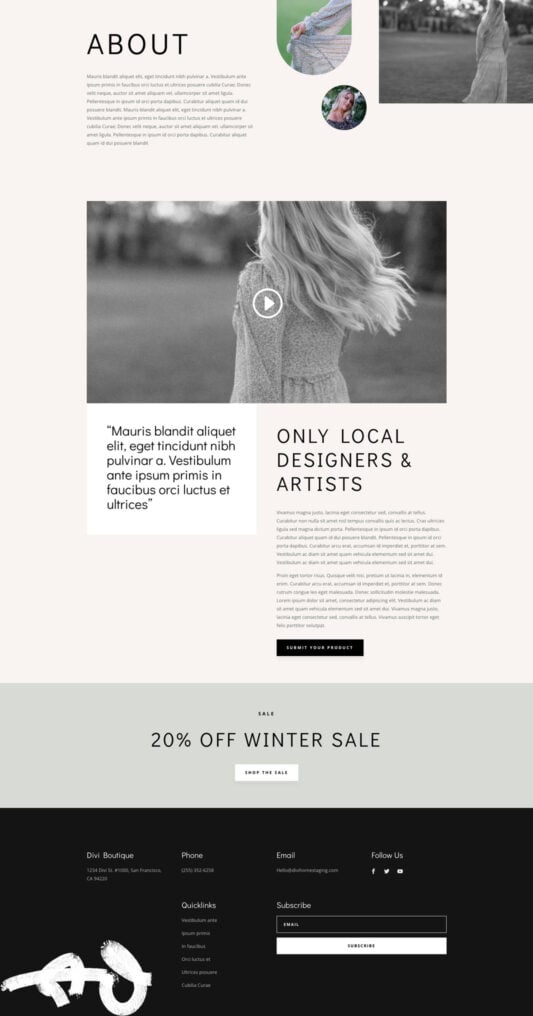 ABOUT
Mauris blandit aliquet elit, eget tincidunt nibh pulvinar a. Vestibulum ante
ipsum primis in faucibus orci luctus et ultrices posuere cubilia Curae; Donec
velit neque, auctor sit amet aliquam vel, ullamcorper sit amet ligula.
Pellentesque in ipsum id orci porta dapibus. Curabitur aliquet quam id dui
posuere blandit. Mauris blandit aliquet elit, eget tincidunt nibh pulvinar a.
Vestibulum ante ipsum primis in faucibus orci luctus et ultrices posuere
cubilia Curae; Donec velit neque, auctor sit amet aliquam vel, ullamcorper sit
amet ligula. Pellentesque in ipsum id orci porta dapibus. Curabitur aliquet
quam id dui posuere blandit.
“Mauris blandit aliquet
elit, eget tincidunt nibh
pulvinar a. Vestibulum
ante ipsum primis in
faucibus orci luctus et
ultrices”
ONLY LOCAL
DESIGNERS &
ARTISTS
Vivamus magna justo, lacinia eget consectetur sed, convallis at tellus.
Curabitur non nulla sit amet nisl tempus convallis quis ac lectus. Cras ultricies
ligula sed magna dictum porta. Pellentesque in ipsum id orci porta dapibus.
Curabitur aliquet quam id dui posuere blandit. Pellentesque in ipsum id orci
porta dapibus. Curabitur arcu erat, accumsan id imperdiet et, porttitor at sem.
Vestibulum ac diam sit amet quam vehicula elementum sed sit amet dui.
Vestibulum ac diam sit amet quam vehicula elementum sed sit amet dui.
Proin eget tortor risus. Quisque velit nisi, pretium ut lacinia in, elementum id
enim. Curabitur arcu erat, accumsan id imperdiet et, porttitor at sem. Donec
rutrum congue leo eget malesuada. Donec sollicitudin molestie malesuada.
Lorem ipsum dolor sit amet, consectetur adipiscing elit. Vestibulum ac diam
sit amet quam vehicula elementum sed sit amet dui. Vivamus magna justo,
lacinia eget consectetur sed, convallis at tellus. Vivamus suscipit tortor eget
felis porttitor volutpat.
SUBMIT YOUR PRODUCT
SALE
20% OFF WINTER SALE
SHOP THE SALE
Divi Boutique
1234 Divi St. #1000, San Francisco,
CA 94220
Phone
(255) 352-6258
Email
Hello@divihomestaging.com
Follow Us
Quicklinks
Vestibulum ante
Ipsum primis
In faucibus
Orci luctus et
Ultrices posuere
Cubilia Curae
Subscribe
EMAIL
SUBSCRIBE